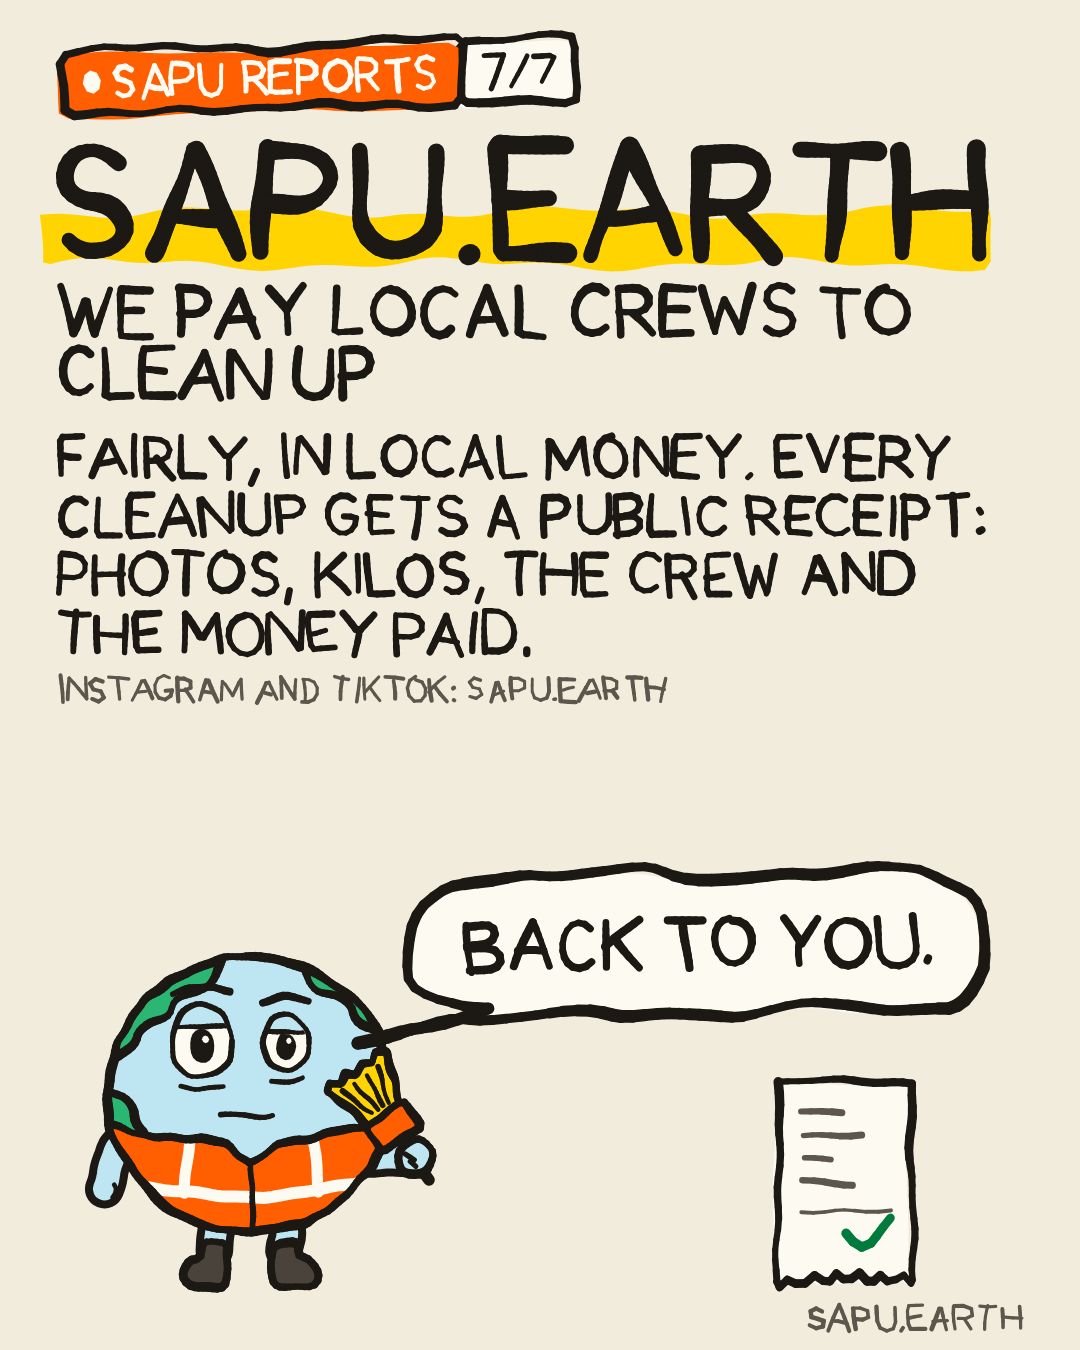 SAPU REPORTS 7/7
SAPU.EARTH
WE PAY LOCAL CREWS TO
CLEAN UP
FAIRLY, IN LOCAL MONEY. EVERY
CLEANUP GETS A PUBLIC RECEIPT:
PHOTOS, KILOS, THE CREW AND
THE MONEY PAID.
INSTAGRAM AND TIKTOK: SAPU.EARTH
BACK TO YOU.
SAPU.EARTH